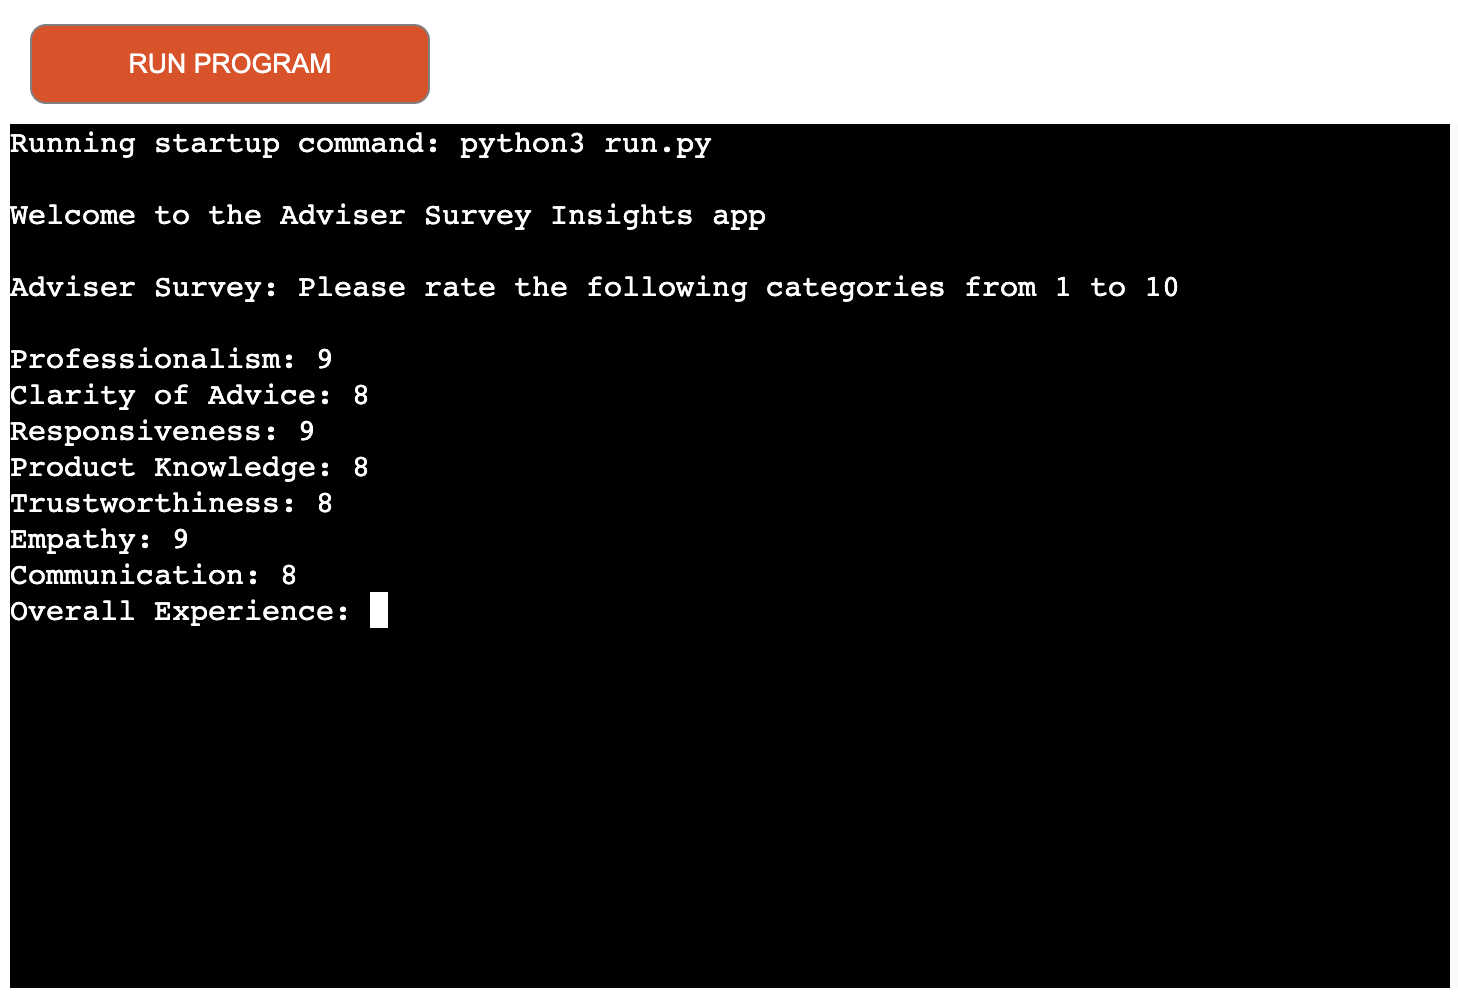 RUN PROGRAM
Running startup command: python3 run.py
Welcome to the Adviser Survey Insights app
Adviser Survey: Please rate the following categories from 1 to 10
Professionalism: 9
Clarity of Advice: 8
Responsiveness: 9
Product Knowledge: 8
Trustworthiness: 8
Empathy: 9
Communication: 8
Overall Experience: